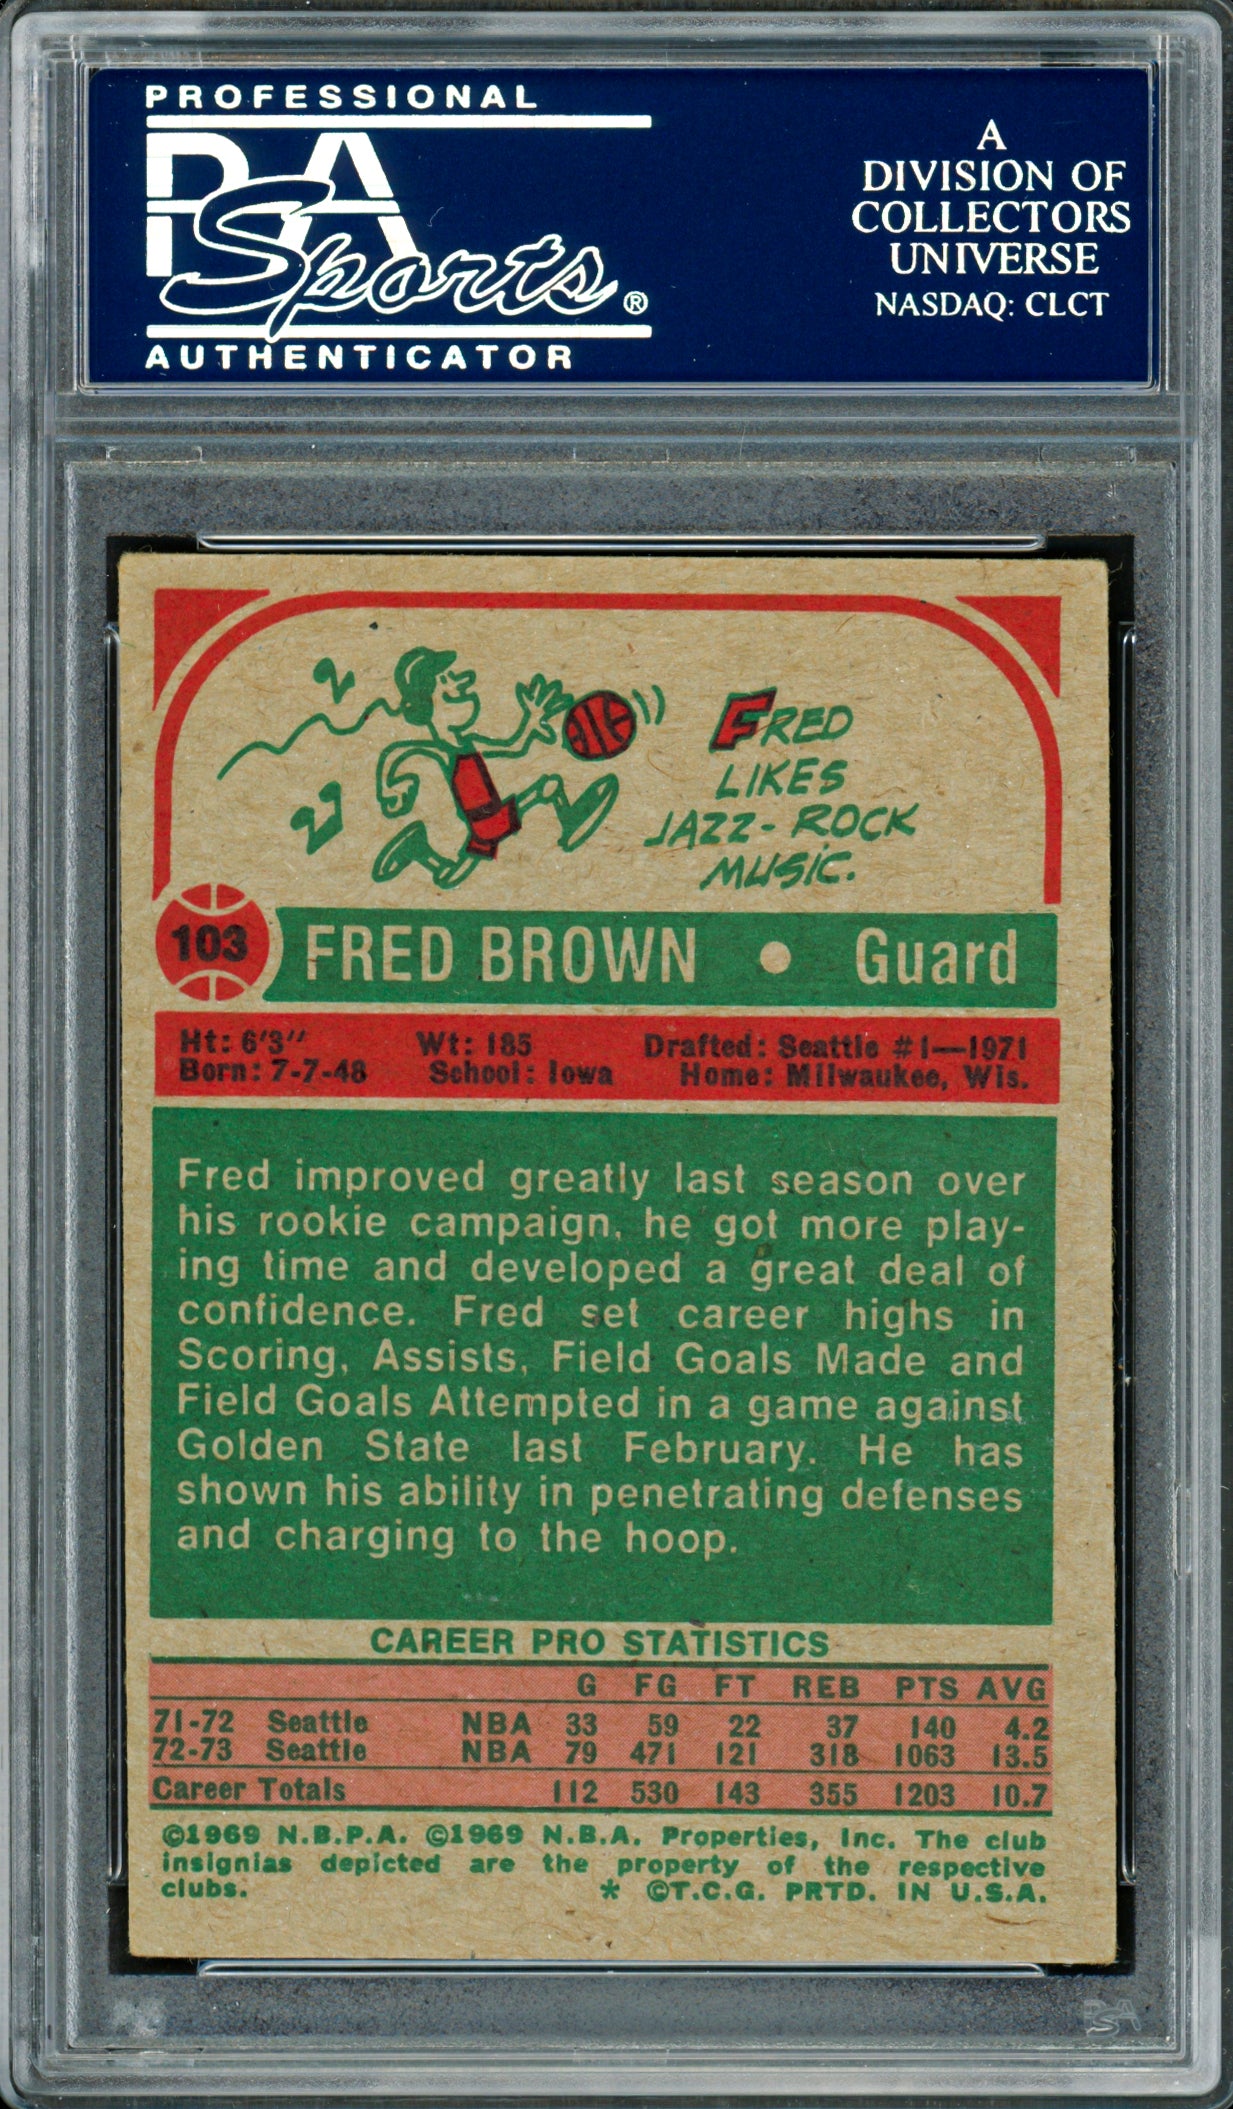 PROFESSIONAL
PSA
Sports®
AUTHENTICATOR
A
DIVISION OF
COLLECTORS
UNIVERSE
NASDAQ: CLCT
FRED
LIKES
JAZZ-ROCK
MUSIC.
103 FRED BROWN • Guard
Ht: 6'3" Wt: 185 Drafted: Seattle #1—1971
Born: 7-7-48 School: Iowa Home: Milwaukee, Wis.
Fred improved greatly last season over
his rookie campaign, he got more play-
ing time and developed a great deal of
confidence. Fred set career highs in
Scoring, Assists, Field Goals Made and
Field Goals Attempted in a game against
Golden State last February. He has
shown his ability in penetrating defenses
and charging to the hoop.
CAREER PRO STATISTICS
G FG FT REB PTS AVG
71-72 Seattle NBA 33 59 22 37 140 4.2
72-73 Seattle NBA 79 471 121 318 1063 13.5
Career Totals 112 530 143 355 1203 10.7
©1969 N.B.P.A. ©1969 N.B.A. Properties, Inc. The club
insignias depicted are the property of the respective
clubs. * ©T.C.G. PRTD. IN U.S.A.
PSA